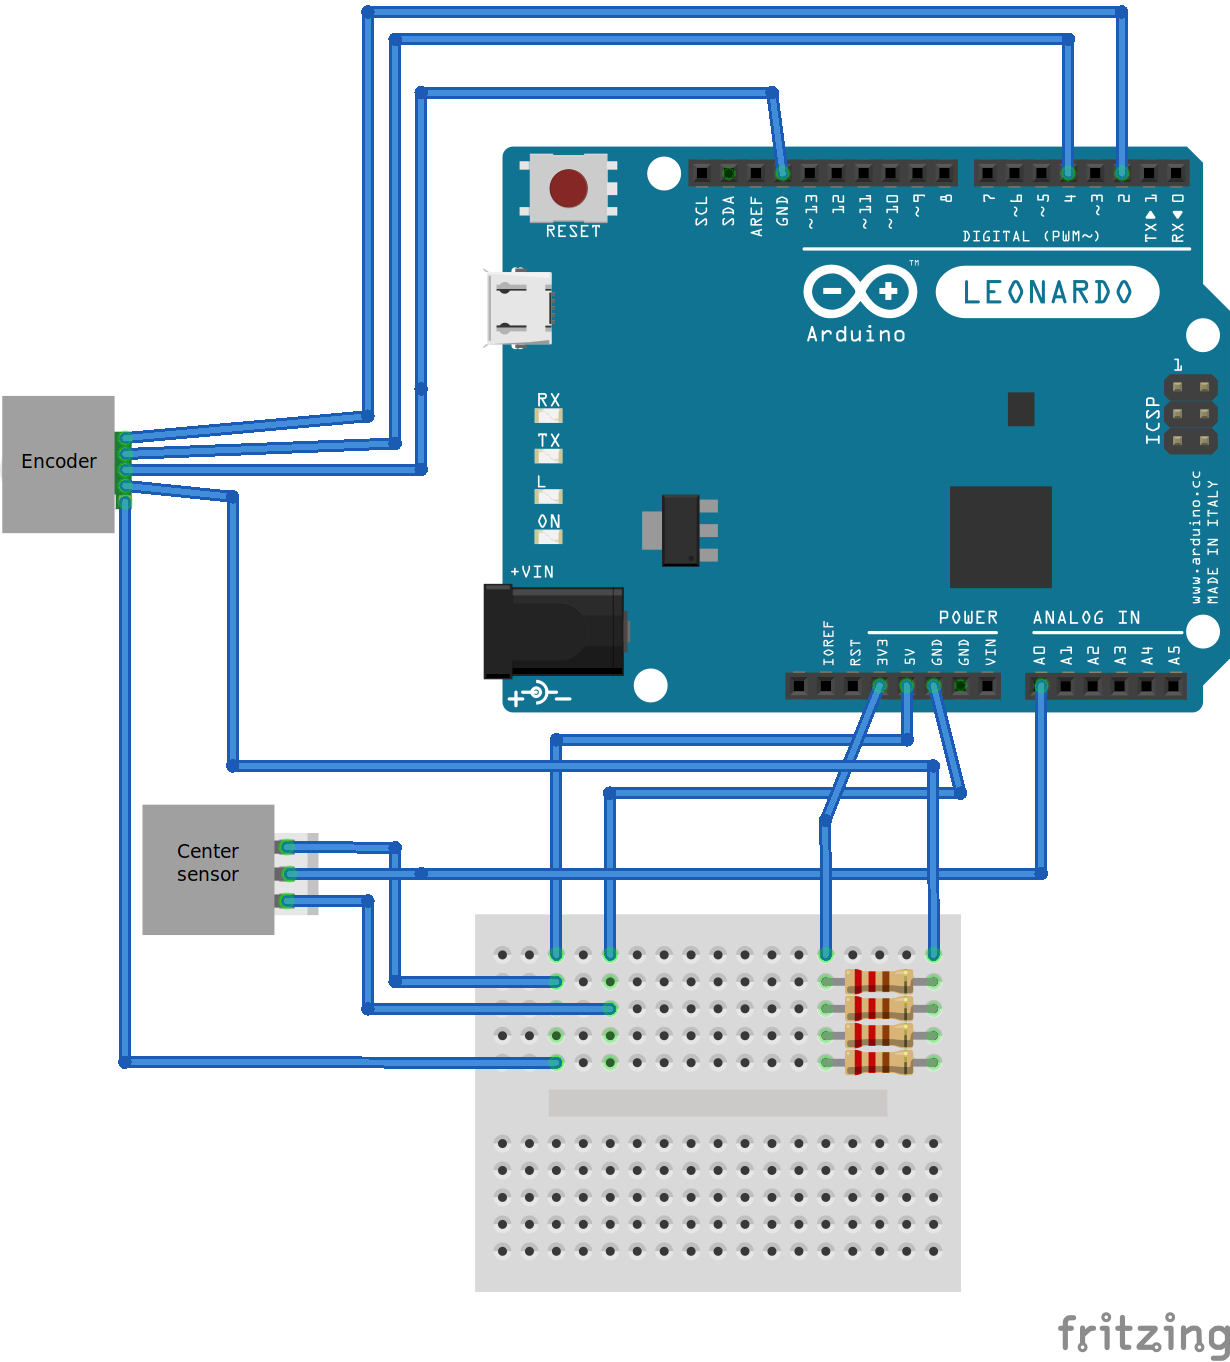 RESET
SCL
SDA
AREF
GND
~13
12
~11
~10
~9
8
7
~6
~5
4
~3
2
TX▶1
RX◀0
DIGITAL (PWM~)
TM
LEONARDO
Arduino
1
ICSP
RX
TX
L
ON
Encoder
+VIN
www.arduino.cc
MADE IN ITALY
POWER
ANALOG IN
IOREF
RST
3V3
5V
GND
GND
VIN
A0
A1
A2
A3
A4
A5
+ -
Center
sensor
fritzing